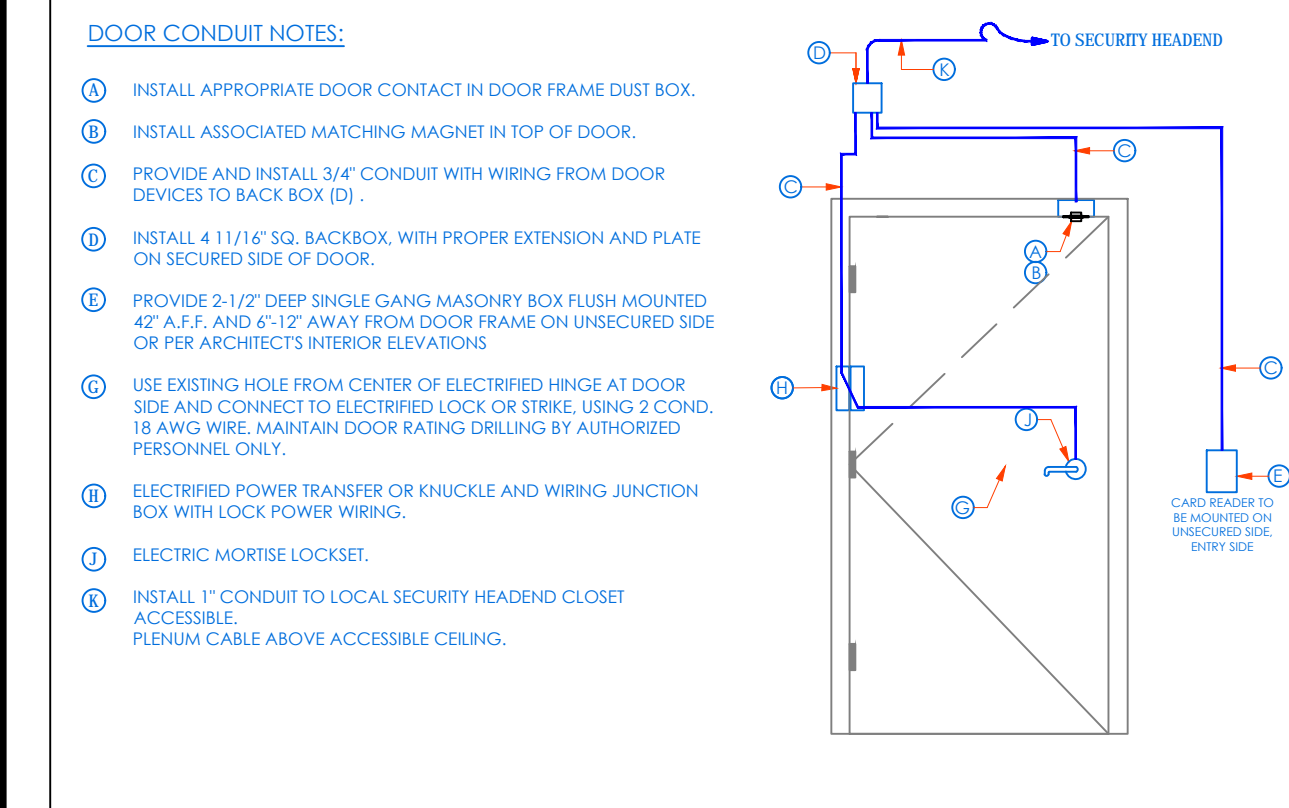 DOOR CONDUIT NOTES:
A INSTALL APPROPRIATE DOOR CONTACT IN DOOR FRAME DUST BOX.
B INSTALL ASSOCIATED MATCHING MAGNET IN TOP OF DOOR.
C PROVIDE AND INSTALL 3/4" CONDUIT WITH WIRING FROM DOOR
DEVICES TO BACK BOX (D) .
D INSTALL 4 11/16" SQ. BACKBOX, WITH PROPER EXTENSION AND PLATE
ON SECURED SIDE OF DOOR.
E PROVIDE 2-1/2" DEEP SINGLE GANG MASONRY BOX FLUSH MOUNTED
42" A.F.F. AND 6"-12" AWAY FROM DOOR FRAME ON UNSECURED SIDE
OR PER ARCHITECT'S INTERIOR ELEVATIONS
G USE EXISTING HOLE FROM CENTER OF ELECTRIFIED HINGE AT DOOR
SIDE AND CONNECT TO ELECTRIFIED LOCK OR STRIKE, USING 2 COND.
18 AWG WIRE. MAINTAIN DOOR RATING DRILLING BY AUTHORIZED
PERSONNEL ONLY.
H ELECTRIFIED POWER TRANSFER OR KNUCKLE AND WIRING JUNCTION
BOX WITH LOCK POWER WIRING.
J ELECTRIC MORTISE LOCKSET.
K INSTALL 1" CONDUIT TO LOCAL SECURITY HEADEND CLOSET
ACCESSIBLE.
PLENUM CABLE ABOVE ACCESSIBLE CEILING.
TO SECURITY HEADEND
D
K
C
C
A
B
C
H
J
G
E
CARD READER TO
BE MOUNTED ON
UNSECURED SIDE,
ENTRY SIDE